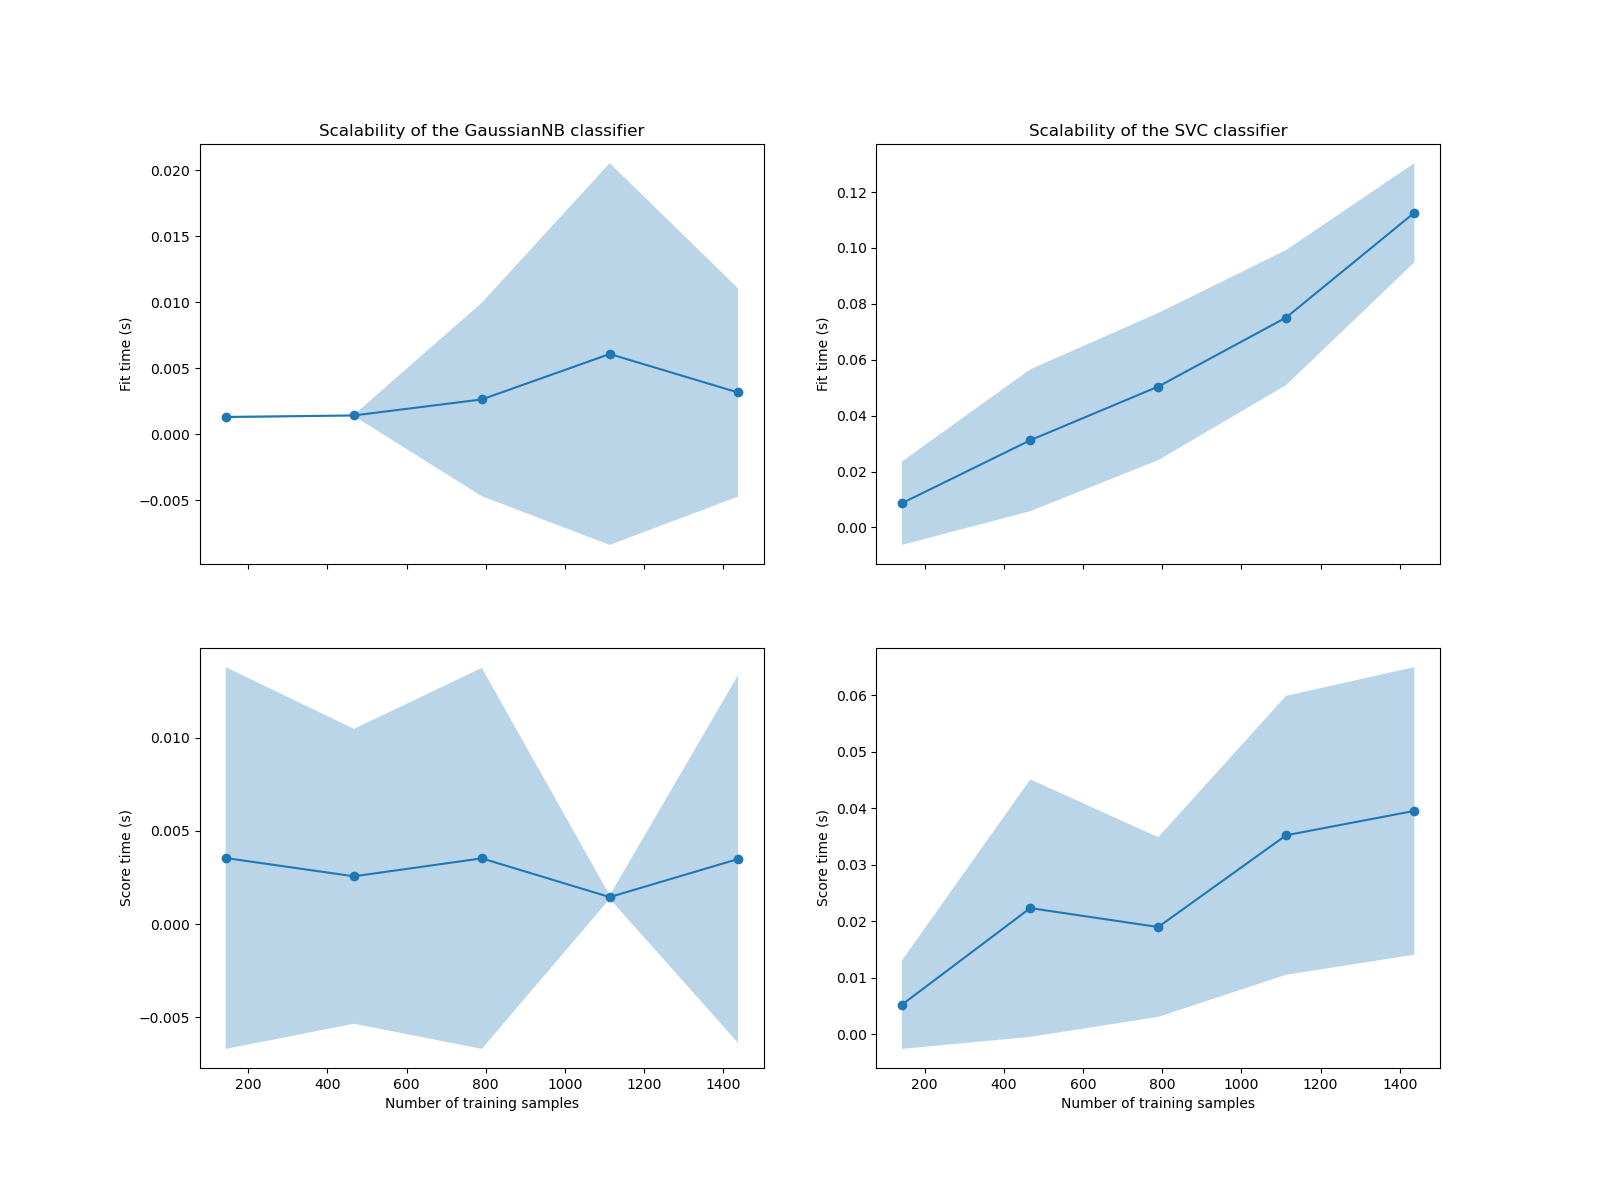 Scalability of the GaussianNB classifier
Scalability of the SVC classifier
0.020
0.015
0.010
0.005
0.000
−0.005
Fit time (s)
0.12
0.10
0.08
0.06
0.04
0.02
0.00
Fit time (s)
0.010
0.005
0.000
−0.005
Score time (s)
200 400 600 800 1000 1200 1400
Number of training samples
0.06
0.05
0.04
0.03
0.02
0.01
0.00
Score time (s)
200 400 600 800 1000 1200 1400
Number of training samples